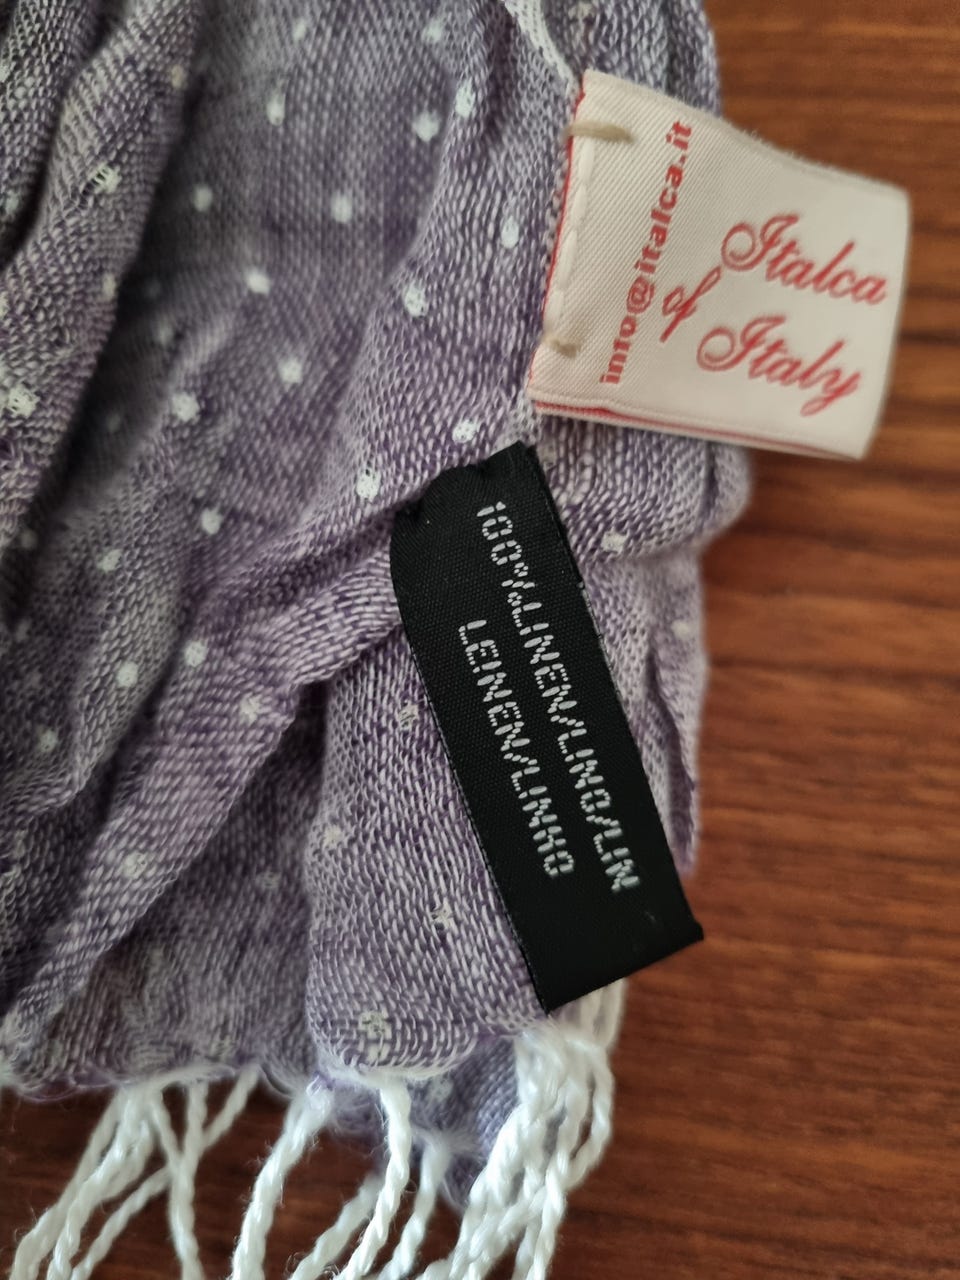 Italca
of
Italy
info@italca.it
100%LINEN/LINO/LIN
LEINEN/LINHO